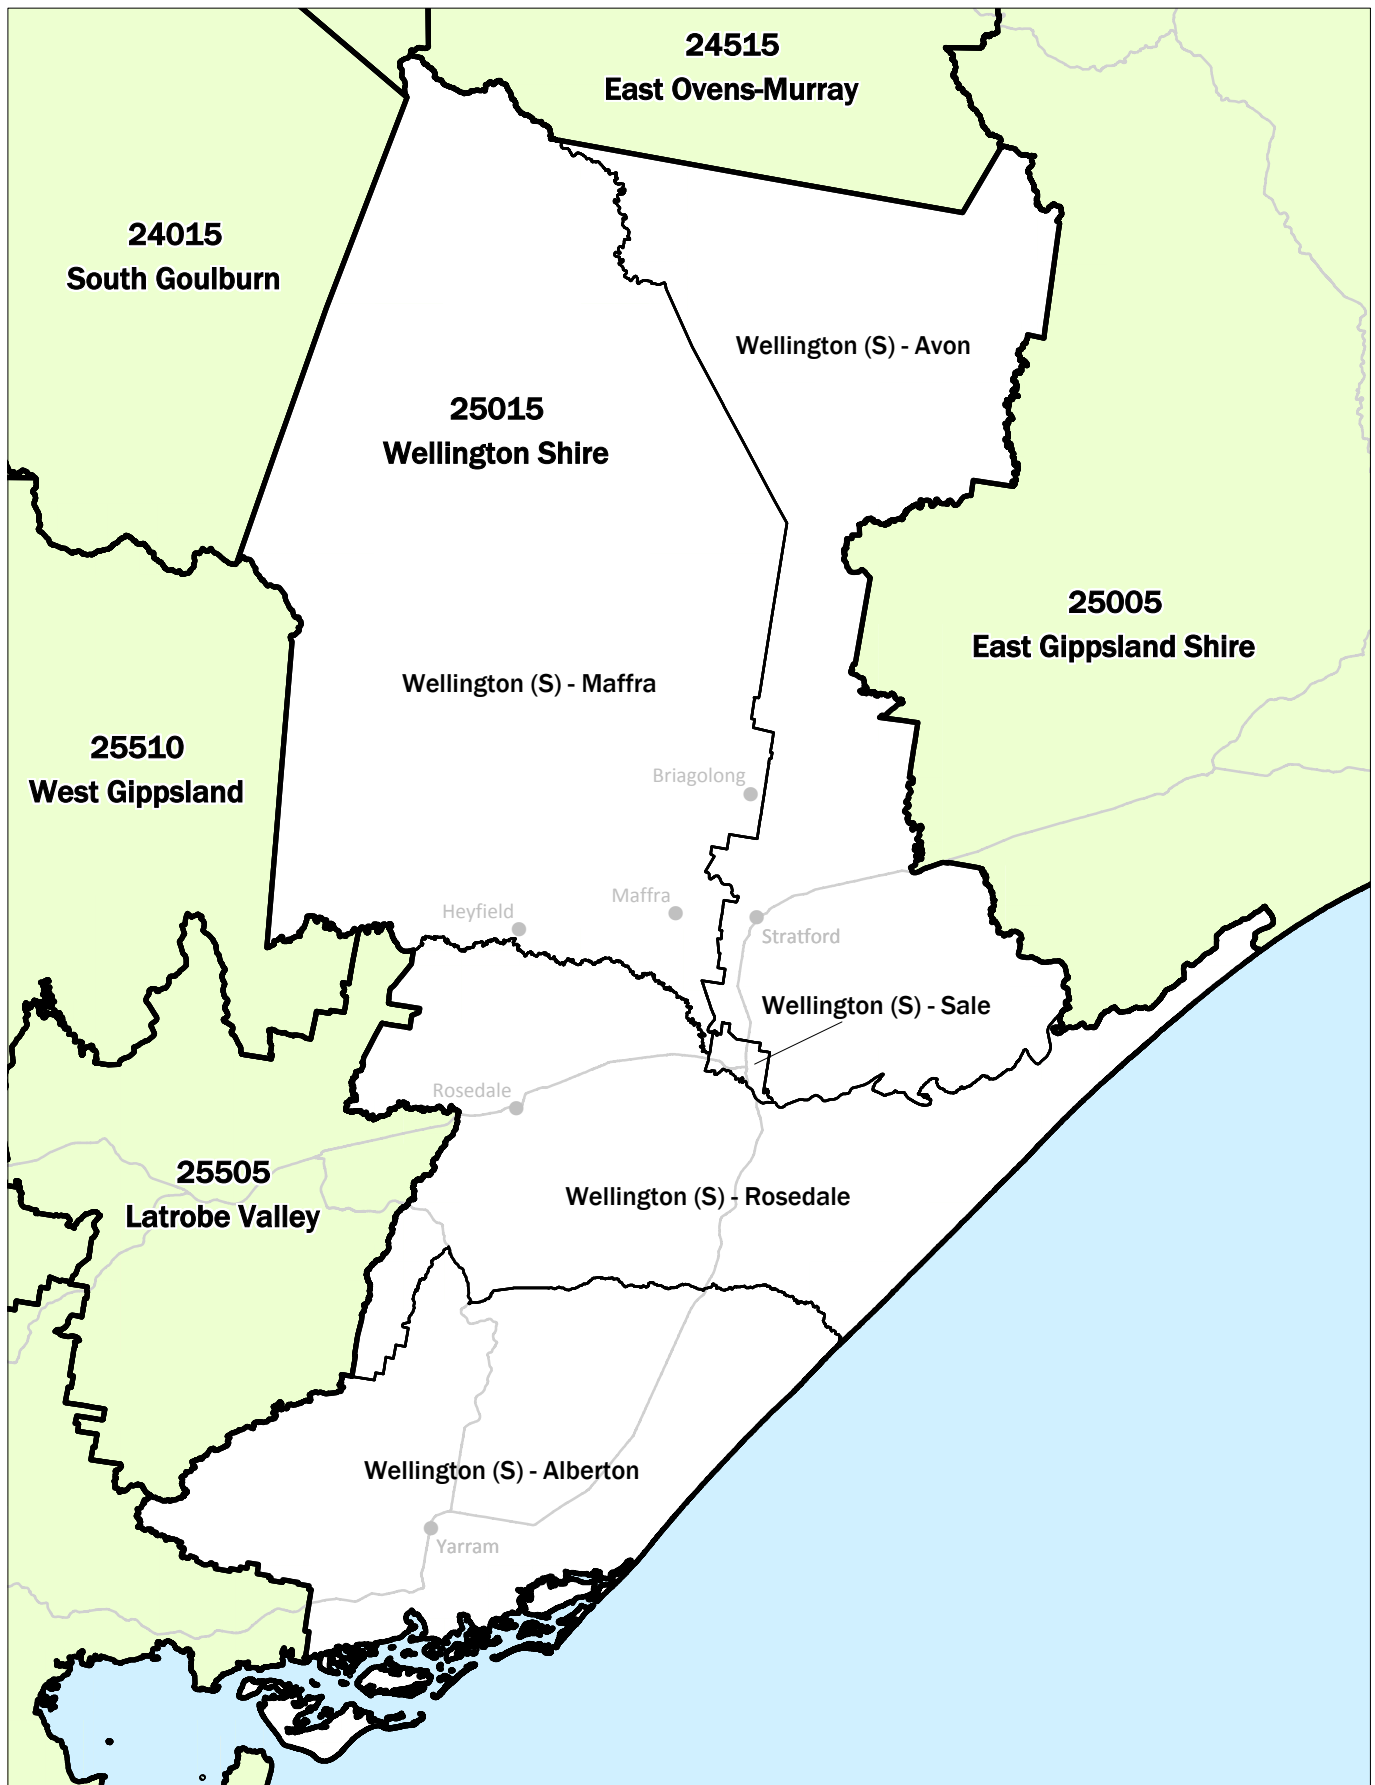 24515
East Ovens-Murray
24015
South Goulburn
Wellington (S) - Avon
25015
Wellington Shire
25005
East Gippsland Shire
Wellington (S) - Maffra
25510
West Gippsland
Briagolong
Maffra
Heyfield
Stratford
Wellington (S) - Sale
Rosedale
25505
Latrobe Valley
Wellington (S) - Rosedale
Wellington (S) - Alberton
Yarram